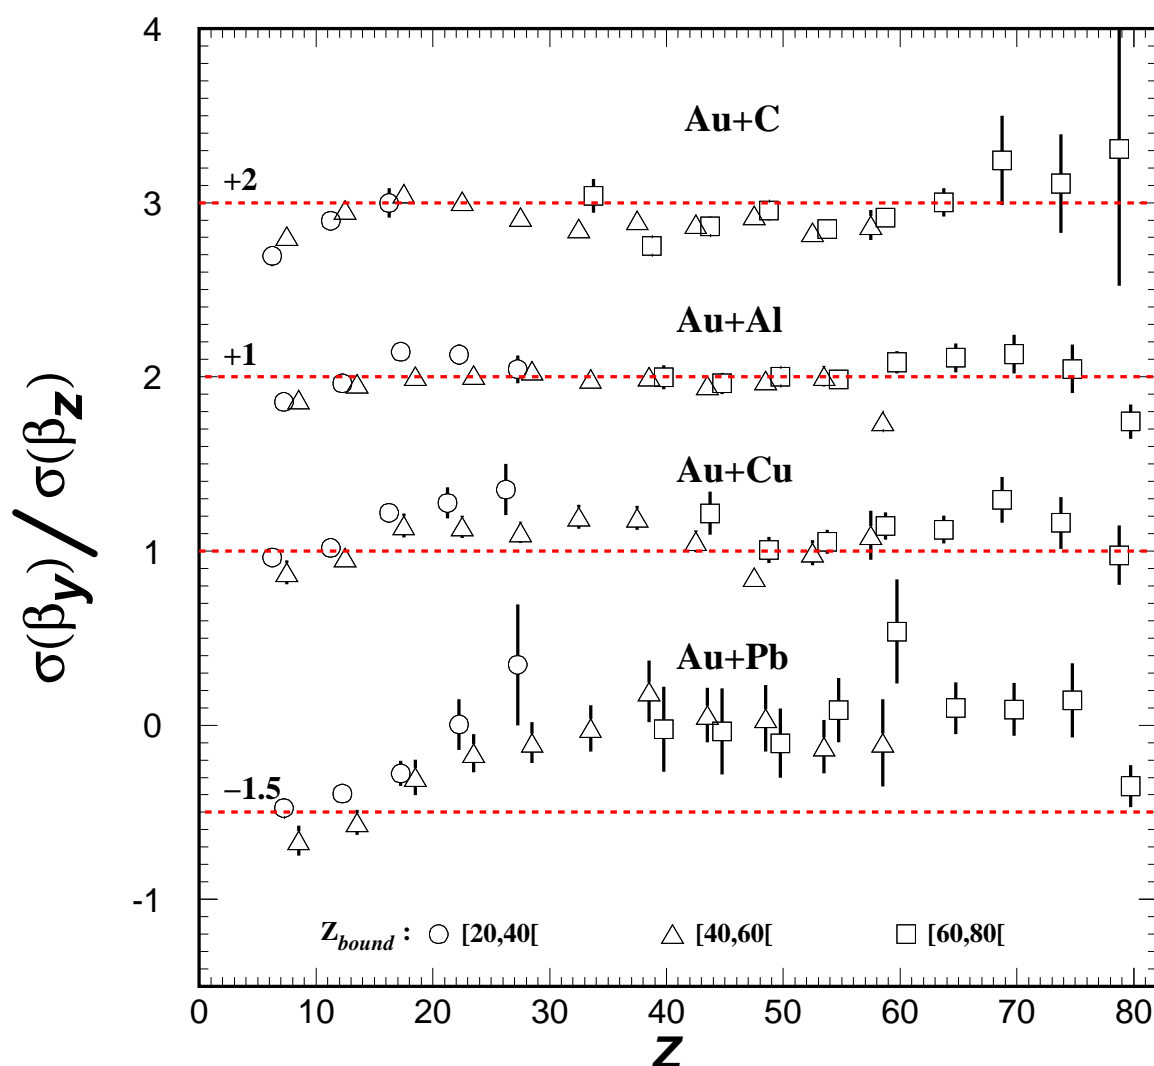 4
Au+C
+2
3
Au+Al
+1
2
Au+Cu
1
Au+Pb
0
−1.5
-1
Z_bound : [20,40[ [40,60[ [60,80[
0 10 20 30 40 50 60 70 80
Z
σ(β_y) / σ(β_z)